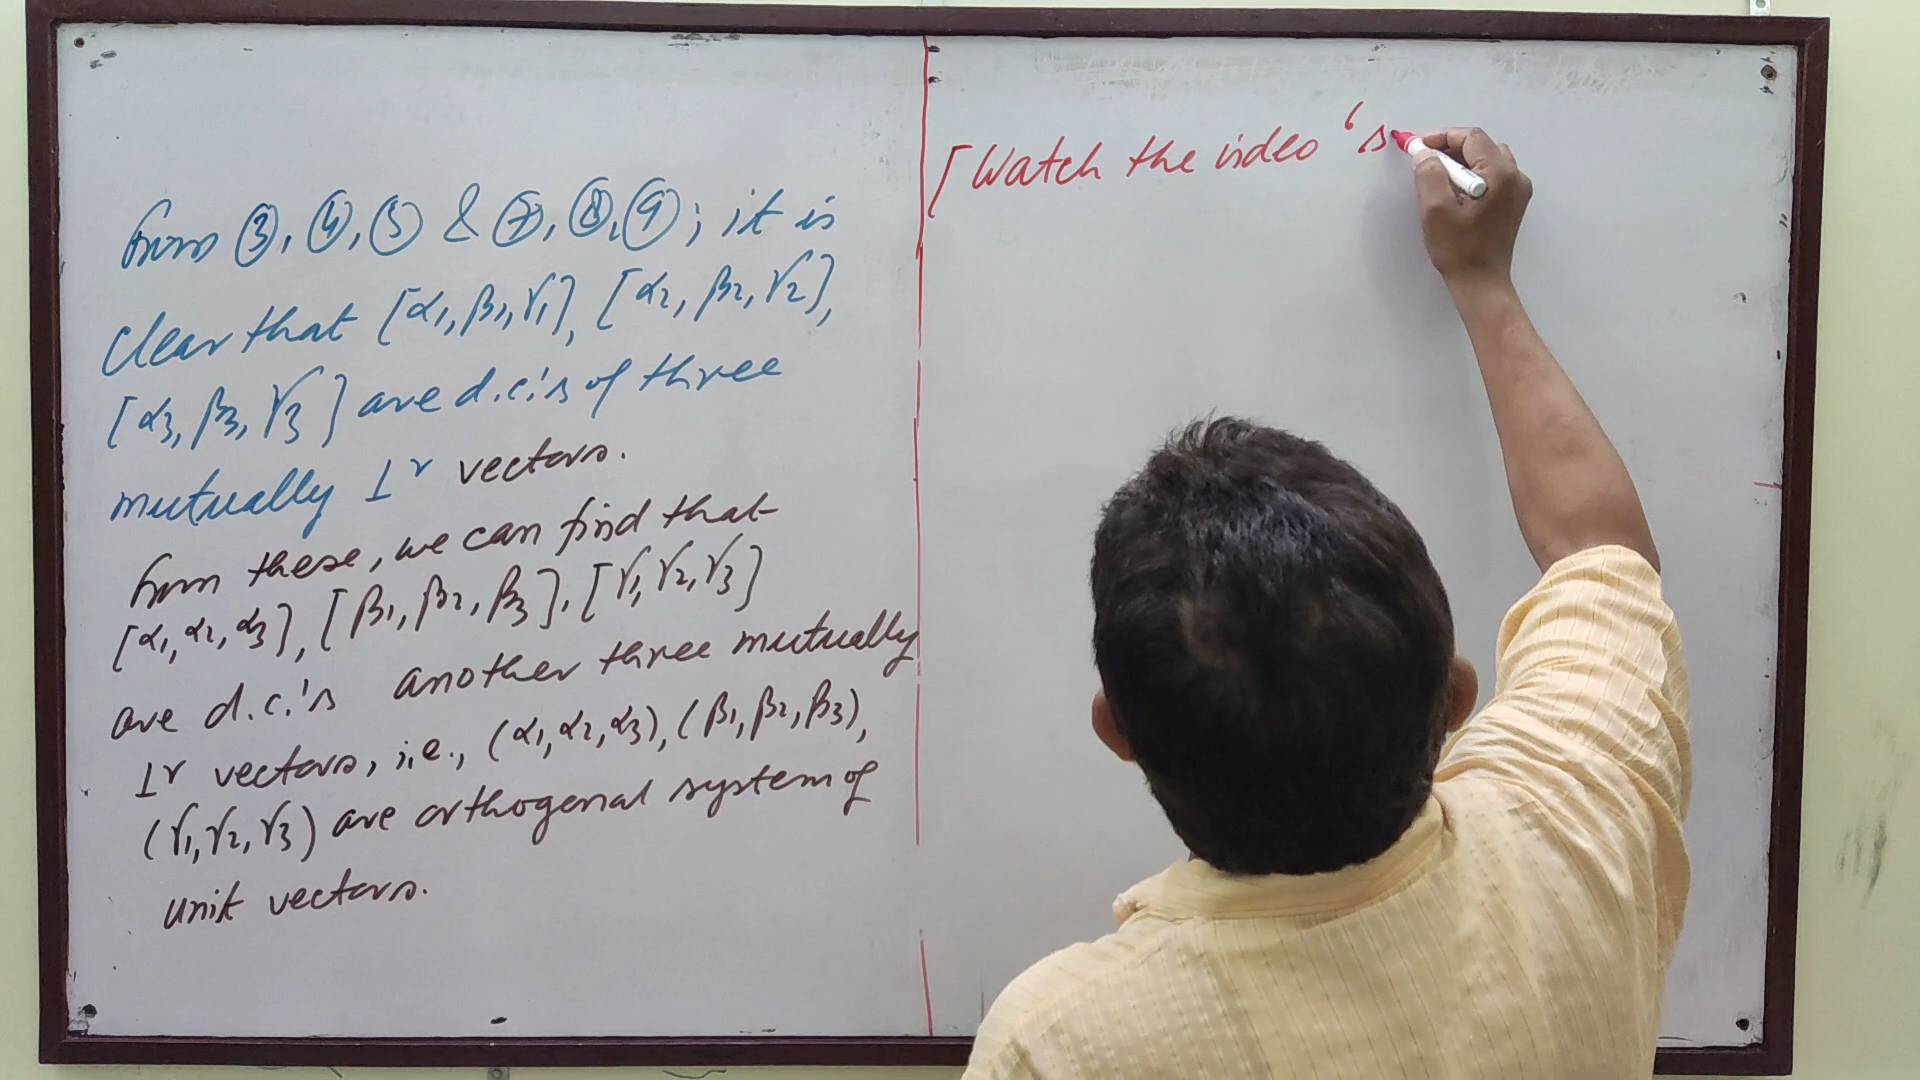 from ③, ④, ⑤ & ⑦, ⑧, ⑨; it is
clear that [α1, β1, γ1], [α2, β2, γ2],
[α3, β3, γ3] are d.c.'s of three
mutually ⊥r vectors.
from these, we can find that
[α1, α2, α3], [β1, β2, β3], [γ1, γ2, γ3]
are d.c.'s another three mutually
⊥r vectors, i.e., (α1, α2, α3), (β1, β2, β3),
(γ1, γ2, γ3) are orthogonal system of
unit vectors.
[Watch the video 's